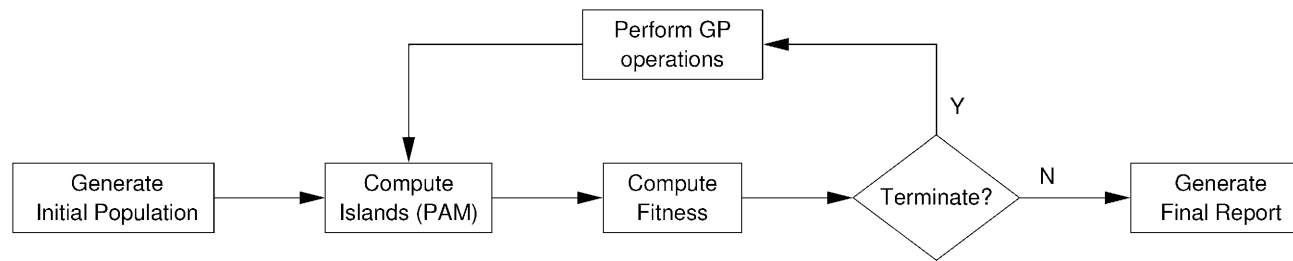 Perform GP
operations
Y
Generate
Initial Population
Compute
Islands (PAM)
Compute
Fitness
Terminate?
N
Generate
Final Report